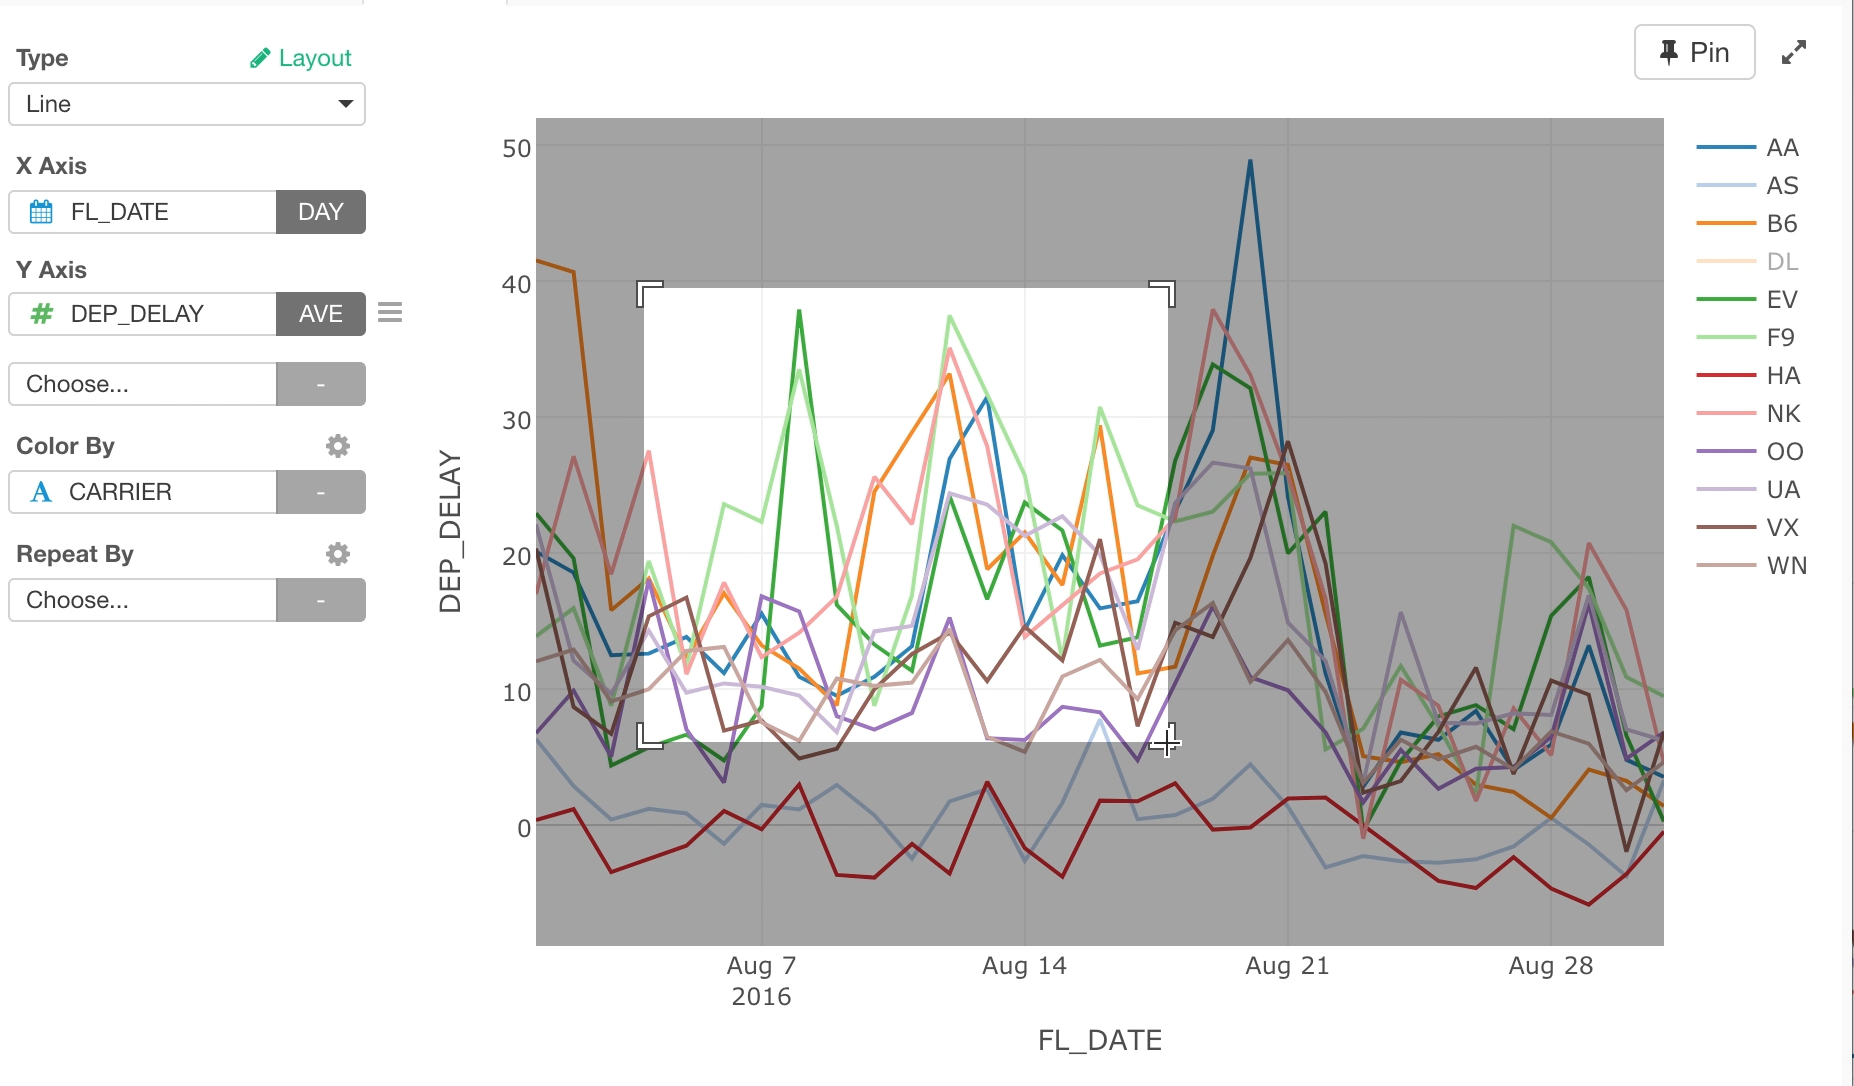 Type Layout
Line
X Axis
FL_DATE DAY
Y Axis
# DEP_DELAY AVE
Choose... -
Color By
A CARRIER -
Repeat By
Choose... -
Pin
50
40
30
20
10
0
DEP_DELAY
Aug 7
2016
Aug 14
Aug 21
Aug 28
FL_DATE
AA
AS
B6
DL
EV
F9
HA
NK
OO
UA
VX
WN